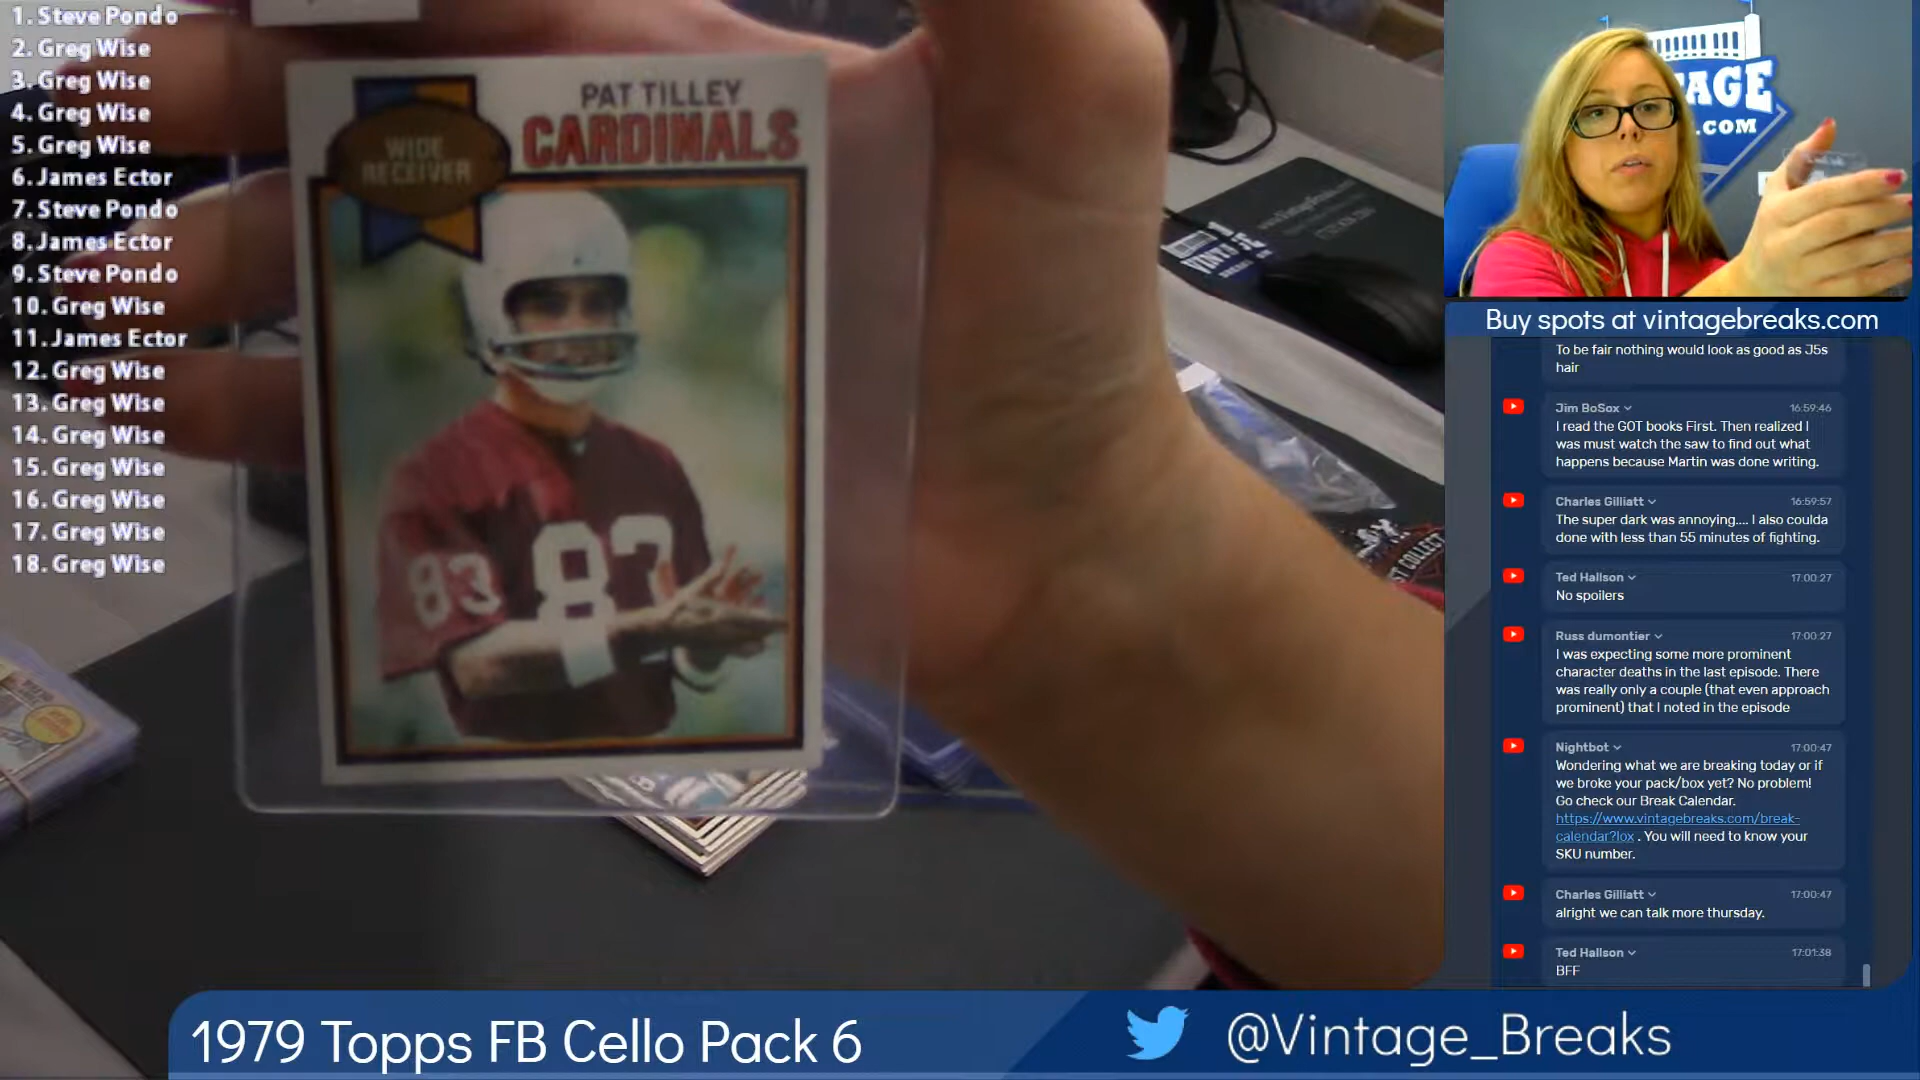 1. Steve Pondo
2. Greg Wise
3. Greg Wise
4. Greg Wise
5. Greg Wise
6. James Ector
7. Steve Pondo
8. James Ector
9. Steve Pondo
10. Greg Wise
11. James Ector
12. Greg Wise
13. Greg Wise
14. Greg Wise
15. Greg Wise
16. Greg Wise
17. Greg Wise
18. Greg Wise
PAT TILLEY
CARDINALS
WIDE
RECEIVER
83
83
AGE
.COM
Buy spots at vintagebreaks.com
To be fair nothing would look as good as J5s
hair
Jim BoSox 16:59:46
I read the GOT books First. Then realized I
was must watch the saw to find out what
happens because Martin was done writing.
Charles Gilliatt 16:59:57
The super dark was annoying.... I also coulda
done with less than 55 minutes of fighting.
Ted Hallson 17:00:27
No spoilers
Russ dumontier 17:00:27
I was expecting some more prominent
character deaths in the last episode. There
was really only a couple (that even approach
prominent) that I noted in the episode
Nightbot 17:00:47
Wondering what we are breaking today or if
we broke your pack/box yet? No problem!
Go check our Break Calendar.
https://www.vintagebreaks.com/break-
calendar?lox . You will need to know your
SKU number.
Charles Gilliatt 17:00:47
alright we can talk more thursday.
Ted Hallson 17:01:38
BFF
1979 Topps FB Cello Pack 6
@Vintage_Breaks